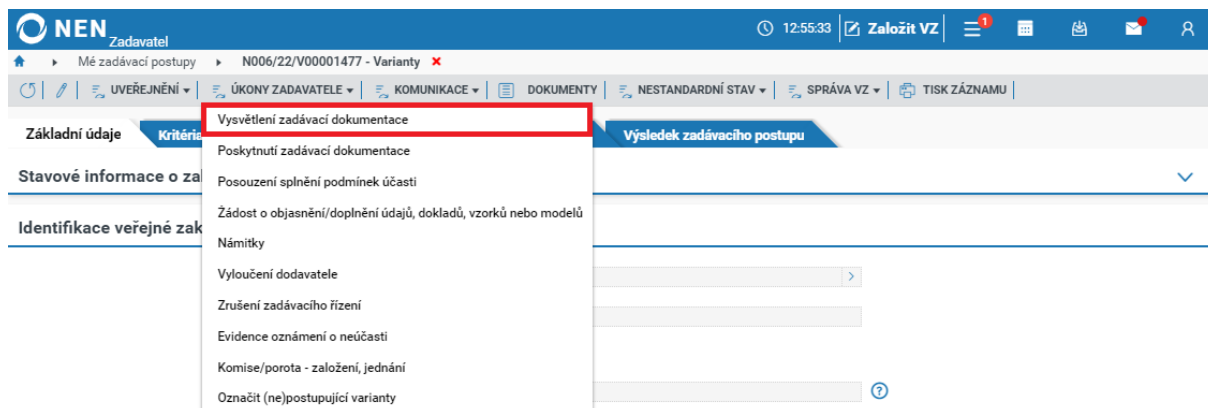 NEN Zadavatel 12:55:33 Založit VZ 1
Mé zadávací postupy N006/22/V00001477 - Varianty
UVEŘEJNĚNÍ ÚKONY ZADAVATELE KOMUNIKACE DOKUMENTY NESTANDARDNÍ STAV SPRÁVA VZ TISK ZÁZNAMU
Základní údaje Kritéria Výsledek zadávacího postupu
Stavové informace o za
Identifikace veřejné zak
Vysvětlení zadávací dokumentace
Poskytnutí zadávací dokumentace
Posouzení splnění podmínek účasti
Žádost o objasnění/doplnění údajů, dokladů, vzorků nebo modelů
Námitky
Vyloučení dodavatele
Zrušení zadávacího řízení
Evidence oznámení o neúčasti
Komise/porota - založení, jednání
Označit (ne)postupující varianty